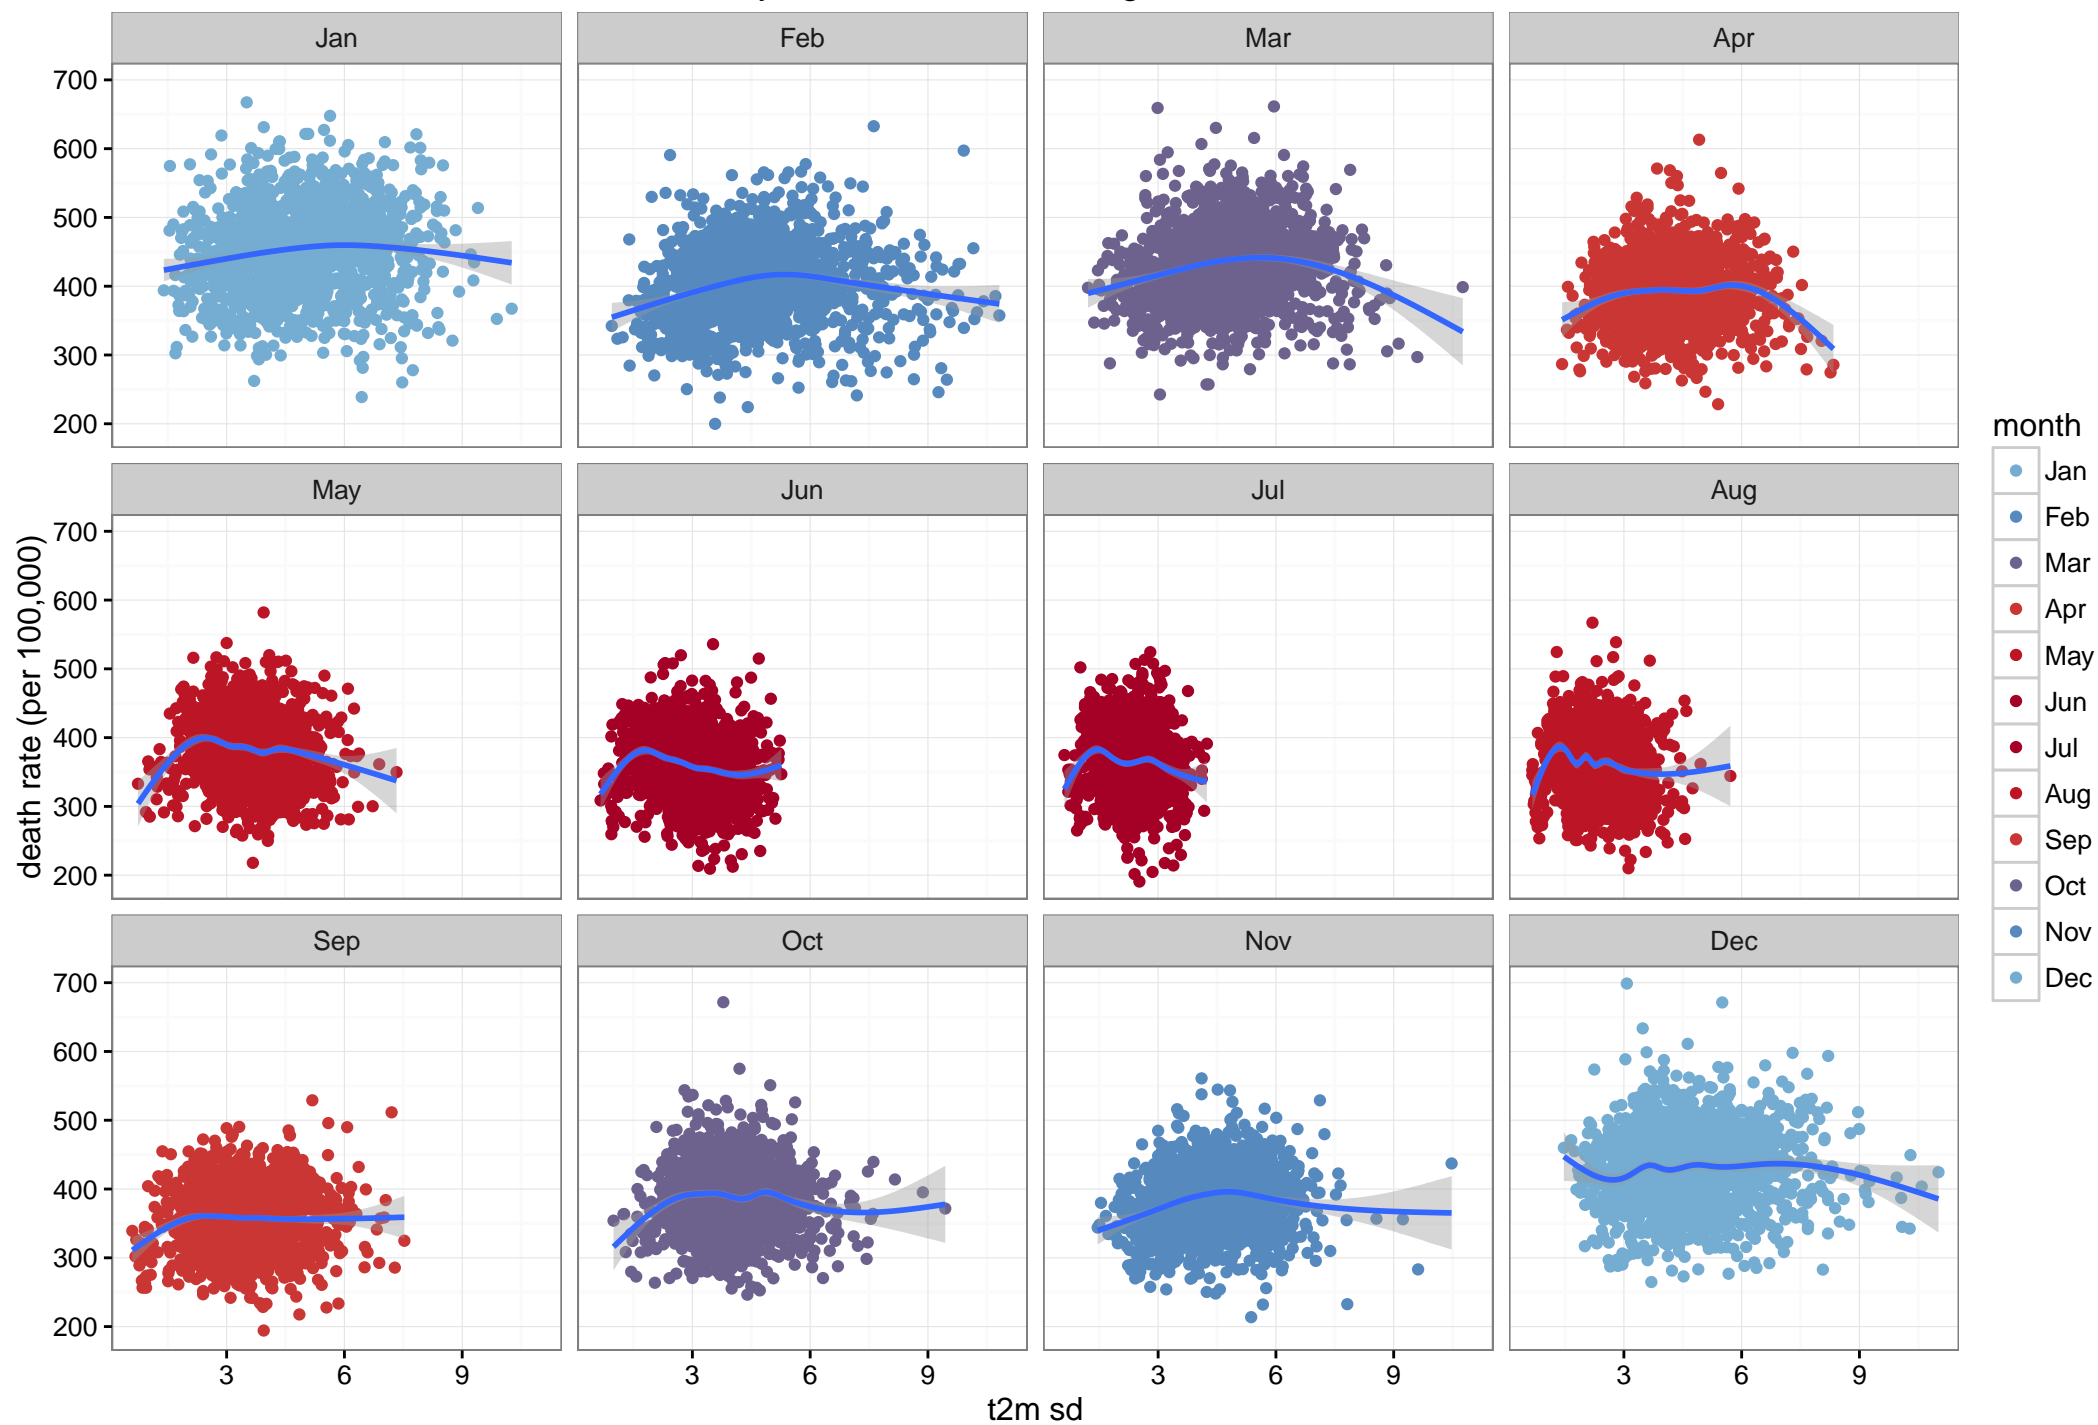 Jan Feb Mar Apr
700
600
500
400
300
200
May Jun Jul Aug
700
600
500
400
300
200
Sep Oct Nov Dec
700
600
500
400
300
200
3 6 9 3 6 9 3 6 9 3 6 9
t2m sd
death rate (per 100,000)
month
Jan
Feb
Mar
Apr
May
Jun
Jul
Aug
Sep
Oct
Nov
Dec